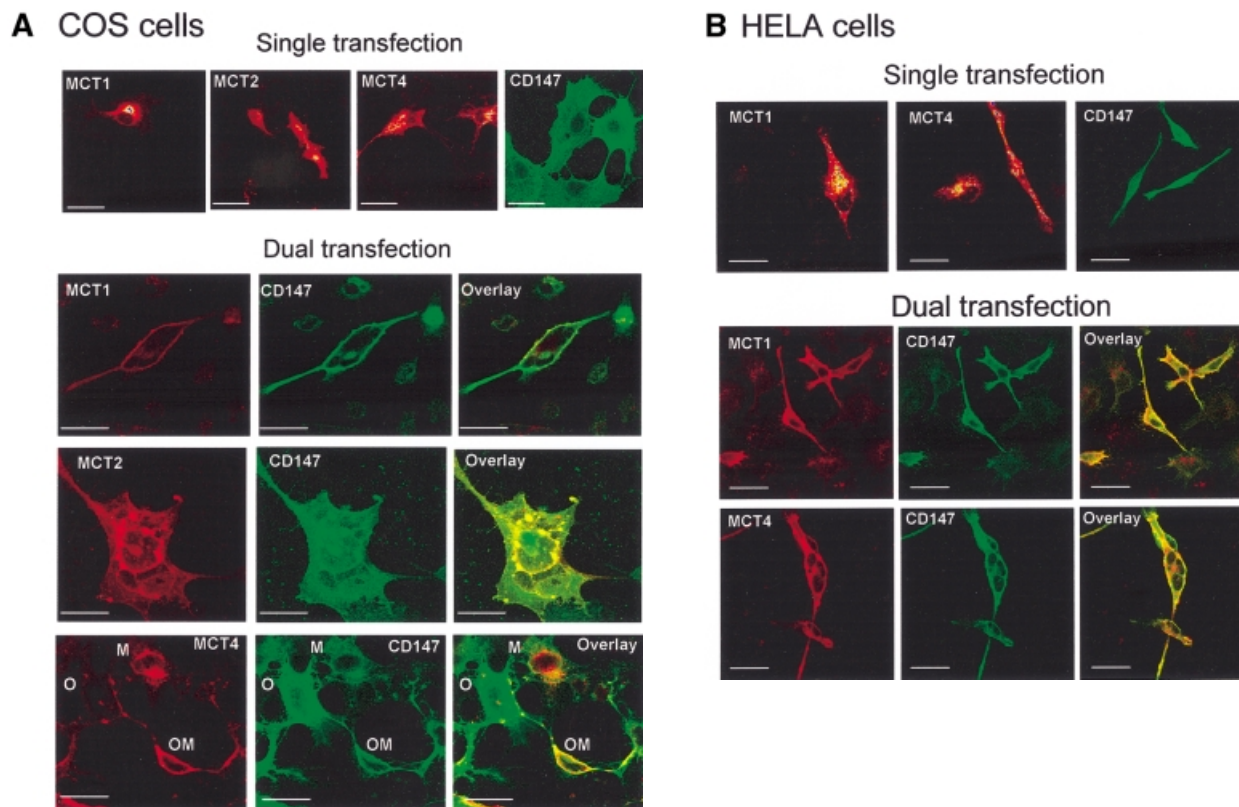 A COS cells
Single transfection
MCT1
MCT2
MCT4
CD147
Dual transfection
MCT1
CD147
Overlay
MCT2
CD147
Overlay
MCT4
M
O
OM
CD147
M
O
OM
Overlay
M
O
OM
B HELA cells
Single transfection
MCT1
MCT4
CD147
Dual transfection
MCT1
CD147
Overlay
MCT4
CD147
Overlay